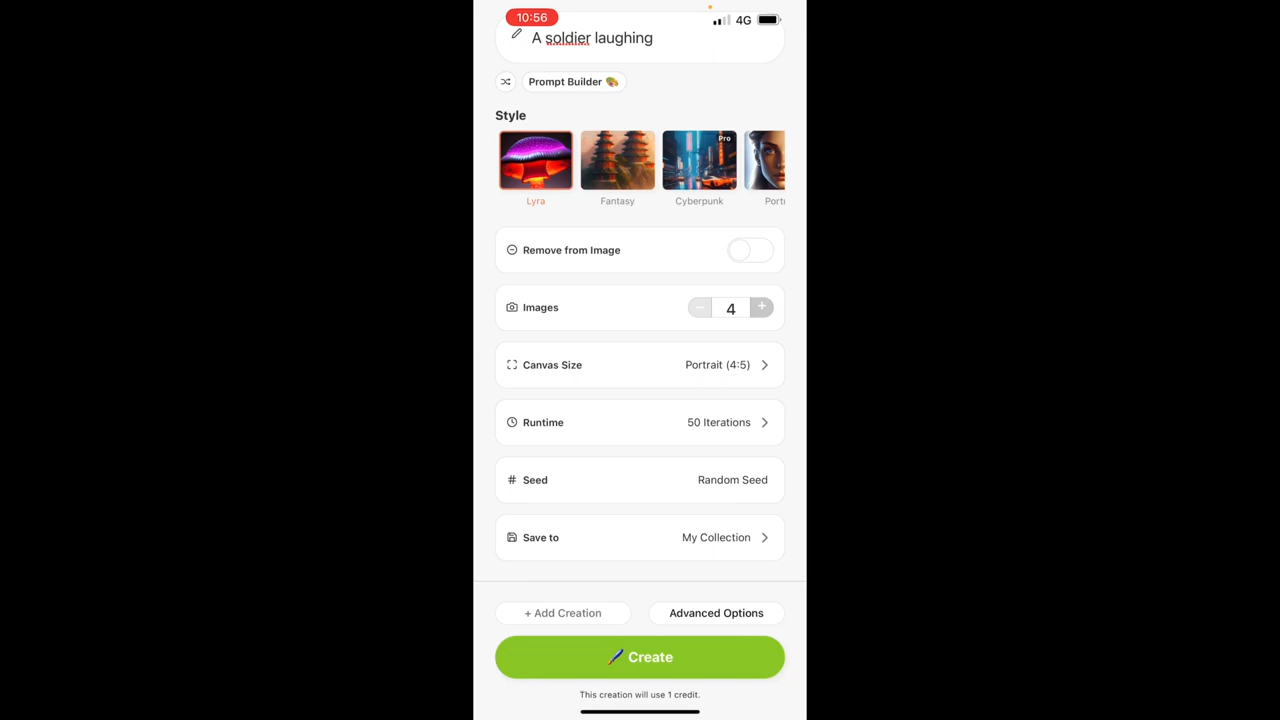 10:56
4G
A soldier laughing
Prompt Builder
Style
Pro
Lyra
Fantasy
Cyberpunk
Port
Remove from Image
Images
4
Canvas Size
Portrait (4:5)
Runtime
50 Iterations
Seed
Random Seed
Save to
My Collection
+ Add Creation
Advanced Options
Create
This creation will use 1 credit.